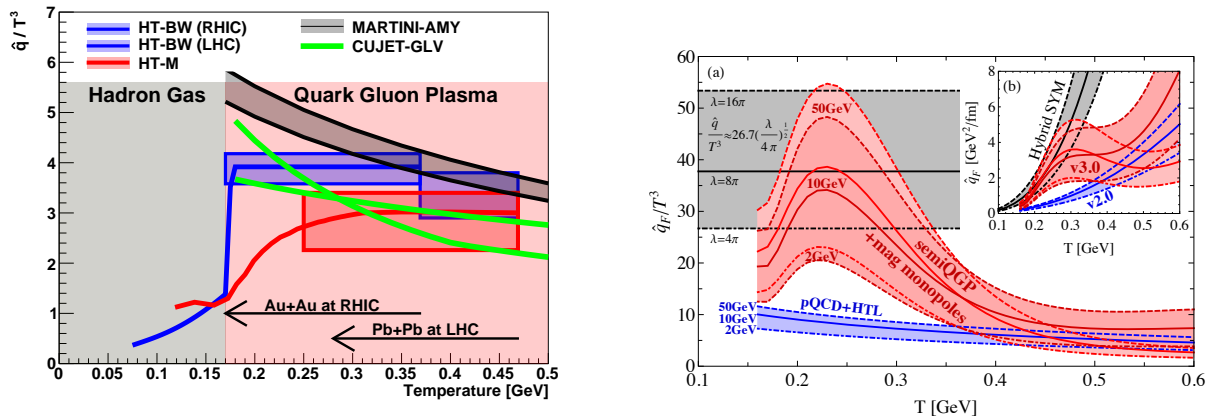 q̂ / T³
7
6
5
4
3
2
1
0
HT-BW (RHIC)
HT-BW (LHC)
HT-M
MARTINI-AMY
CUJET-GLV
Hadron Gas
Quark Gluon Plasma
Au+Au at RHIC
Pb+Pb at LHC
0 0.05 0.1 0.15 0.2 0.25 0.3 0.35 0.4 0.45 0.5
Temperature [GeV]
q̂_F/T³
60
50
40
30
20
10
0
(a)
λ=16π
q̂/T³≈26.7(λ/4π)^{1/2}
λ=8π
λ=4π
50GeV
10GeV
2GeV
semiQGP
+mag monopoles
pQCD+HTL
50GeV
10GeV
2GeV
0.1 0.2 0.3 0.4 0.5 0.6
T [GeV]
(b)
q̂_F [GeV²/fm]
8
6
4
2
0
Hybrid SYM
v3.0
v2.0
0.1 0.2 0.3 0.4 0.5 0.6
T [GeV]